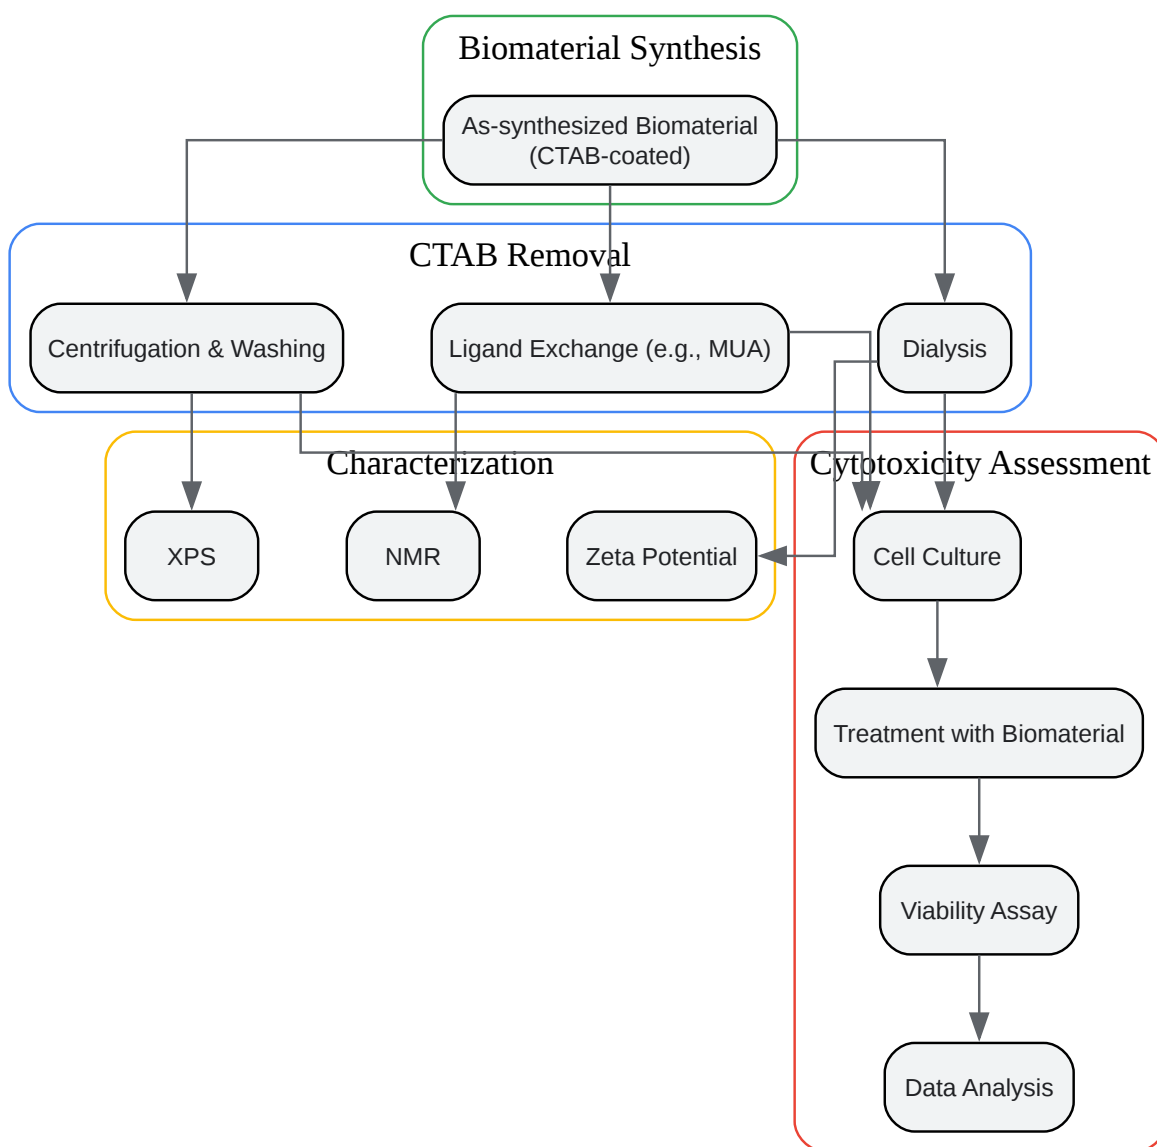 Biomaterial Synthesis
As-synthesized Biomaterial
(CTAB-coated)
CTAB Removal
Centrifugation & Washing
Ligand Exchange (e.g., MUA)
Dialysis
Characterization
Cytotoxicity Assessment
XPS
NMR
Zeta Potential
Cell Culture
Treatment with Biomaterial
Viability Assay
Data Analysis